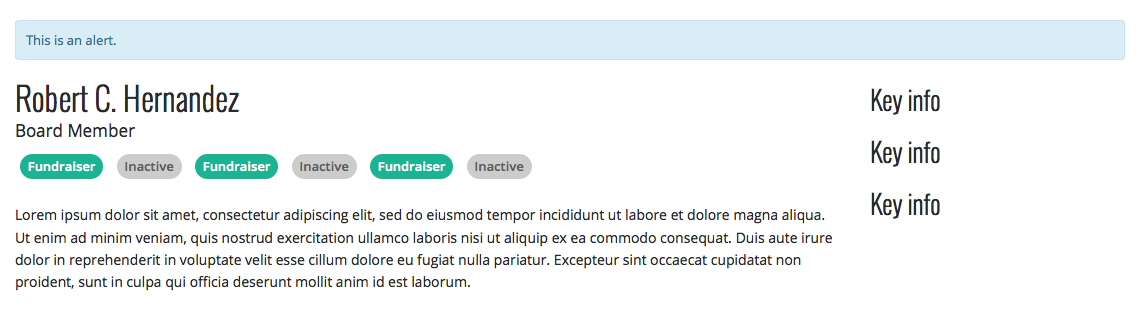 This is an alert.
Robert C. Hernandez
Board Member
Fundraiser Inactive Fundraiser Inactive Fundraiser Inactive
Lorem ipsum dolor sit amet, consectetur adipiscing elit, sed do eiusmod tempor incididunt ut labore et dolore magna aliqua.
Ut enim ad minim veniam, quis nostrud exercitation ullamco laboris nisi ut aliquip ex ea commodo consequat. Duis aute irure
dolor in reprehenderit in voluptate velit esse cillum dolore eu fugiat nulla pariatur. Excepteur sint occaecat cupidatat non
proident, sunt in culpa qui officia deserunt mollit anim id est laborum.
Key info
Key info
Key info